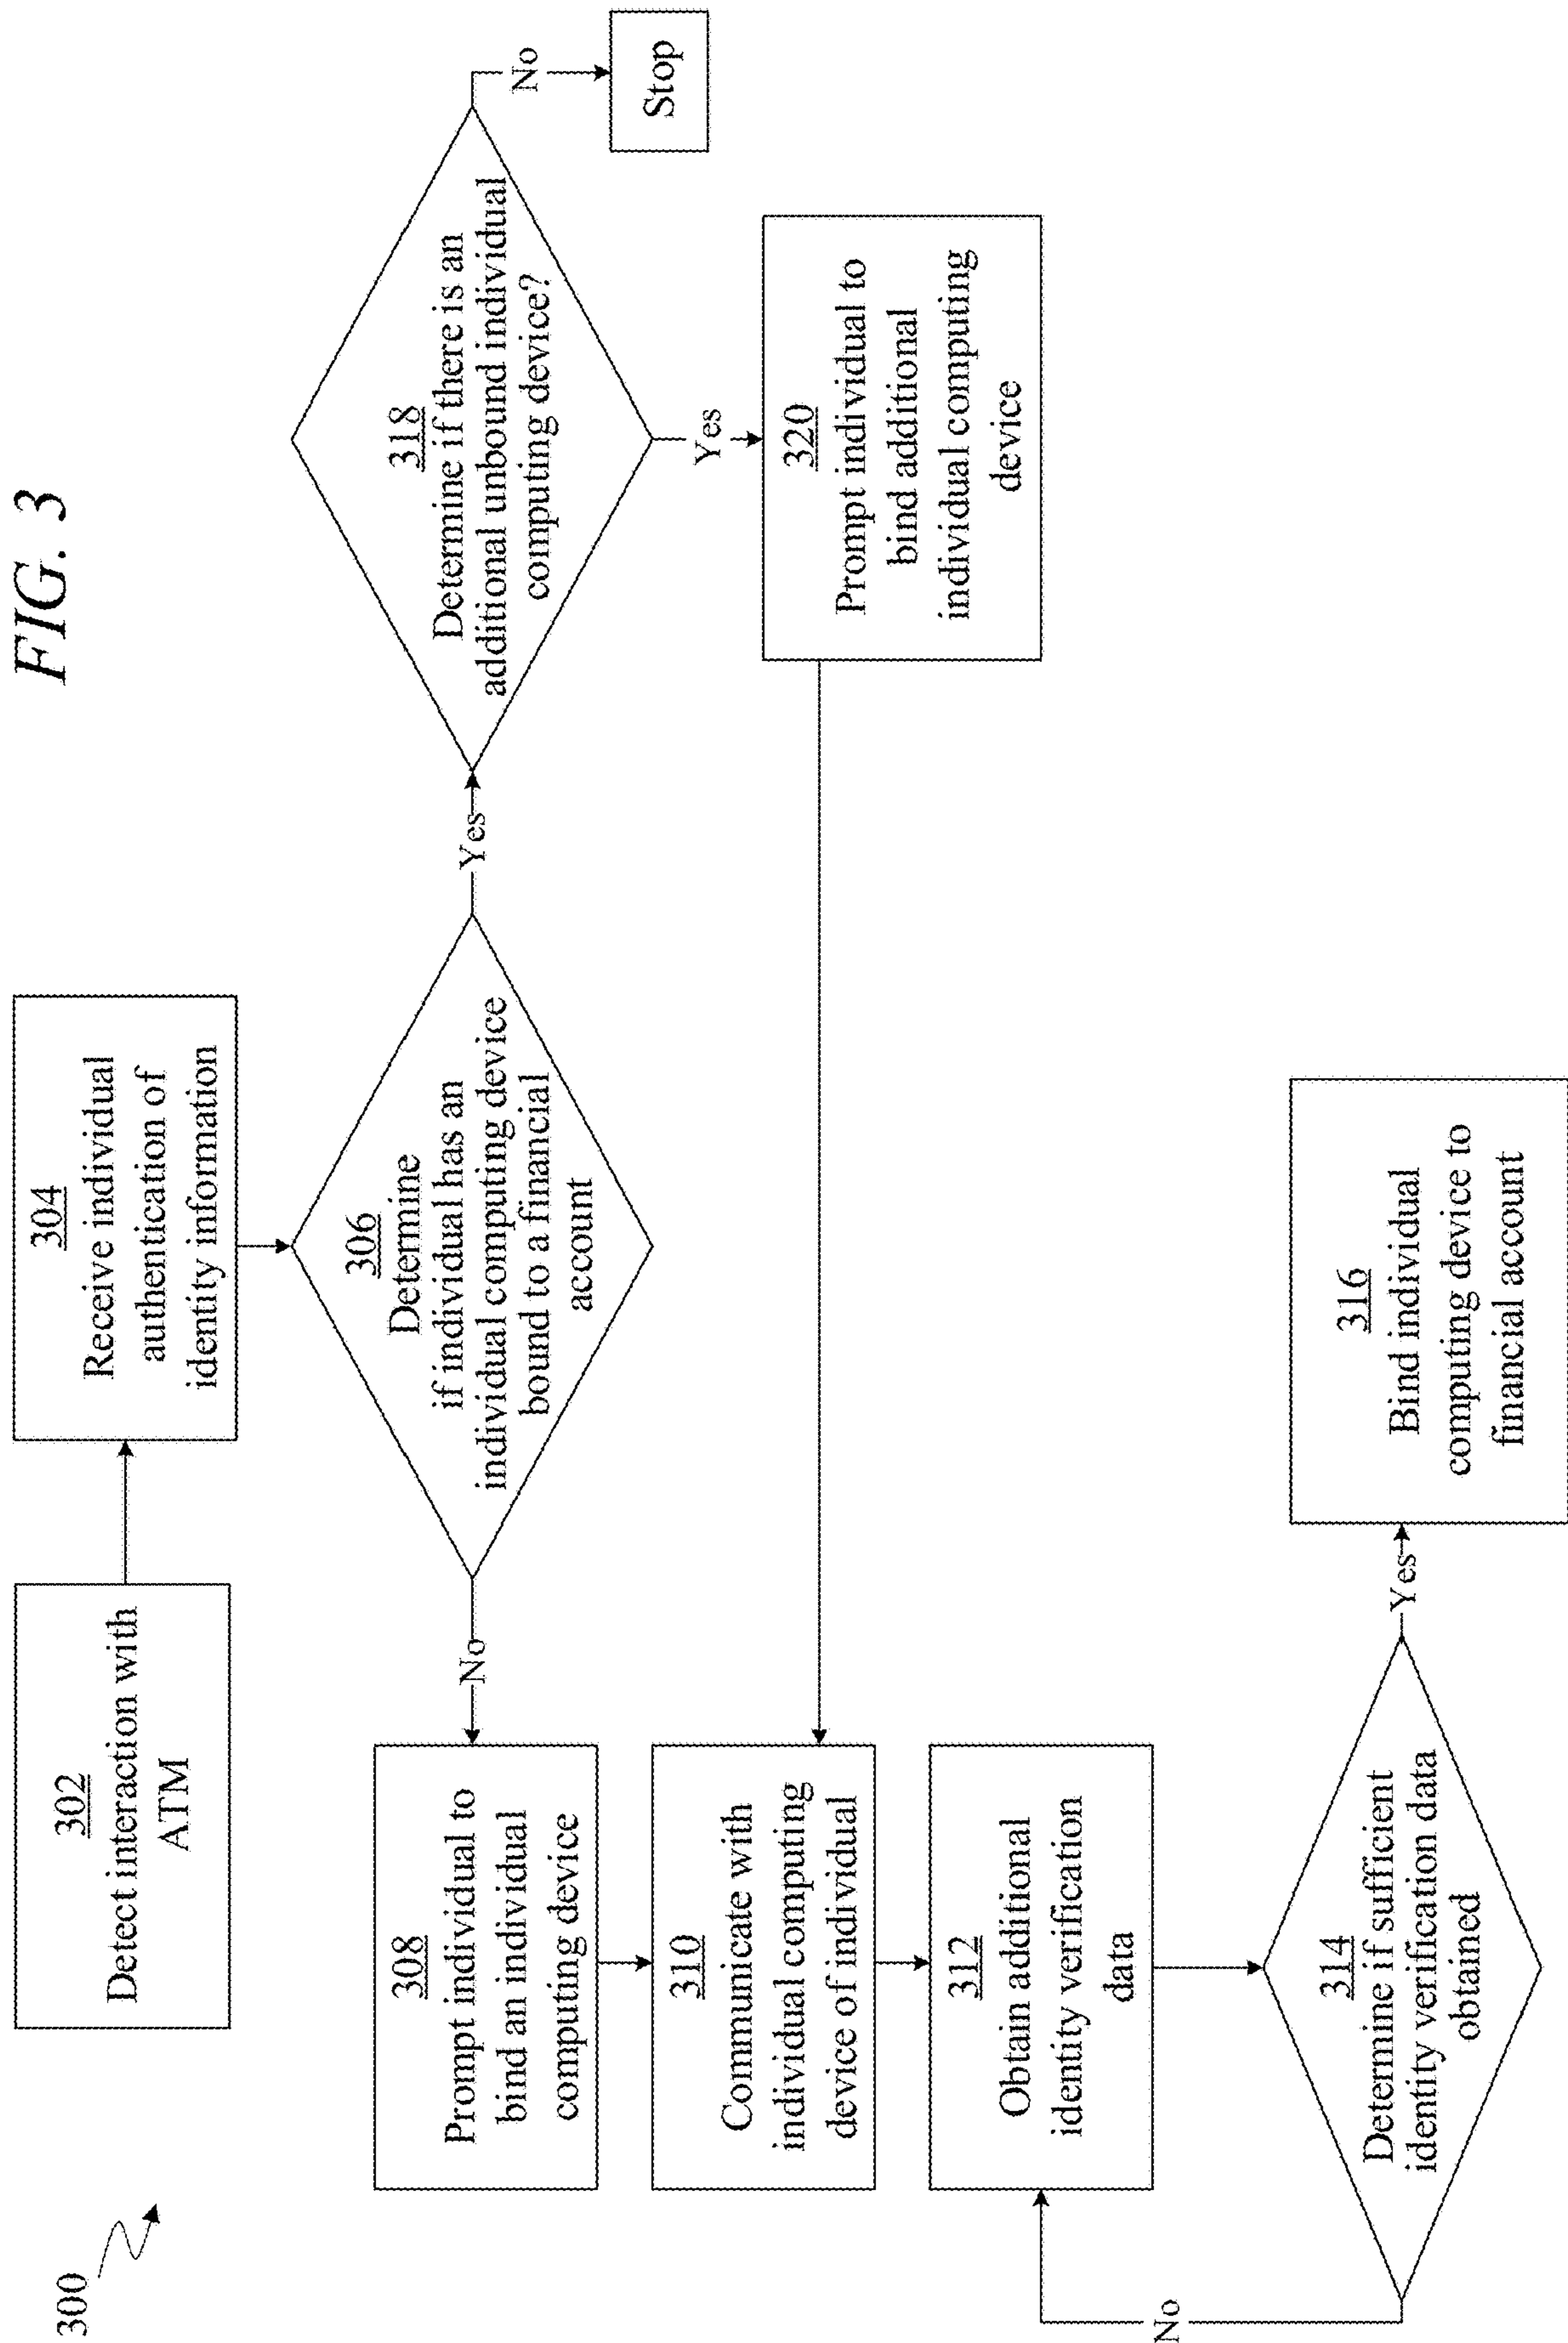 FIG. 3
300
302
Detect interaction with
ATM
304
Receive individual
authentication of
identity information
306
Determine
if individual has an
individual computing device
bound to a financial
account
No
Yes
308
Prompt individual to
bind an individual
computing device
318
Determine if there is an
additional unbound individual
computing device?
No
Stop
Yes
320
Prompt individual to
bind additional
individual computing
device
310
Communicate with
individual computing
device of individual
312
Obtain additional
identity verification
data
314
Determine if sufficient
identity verification data
obtained
No
Yes
316
Bind individual
computing device to
financial account